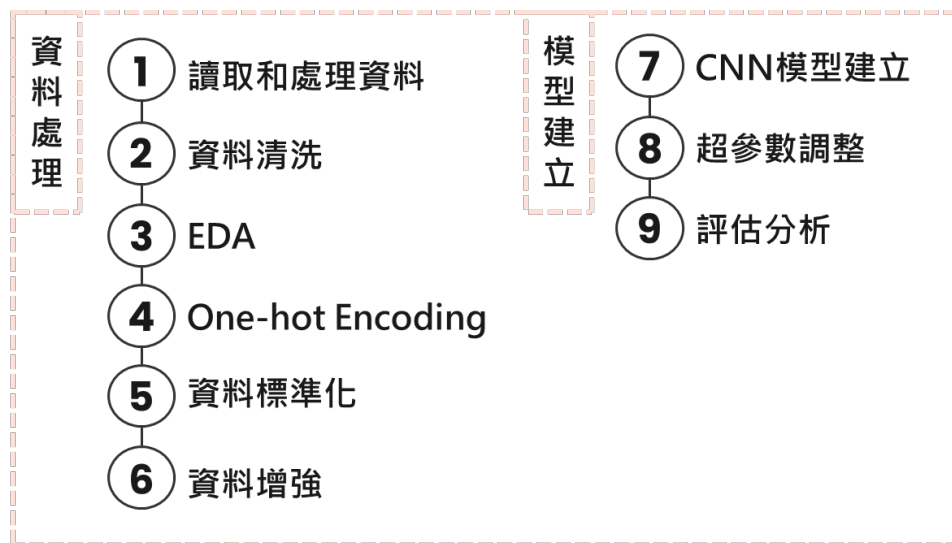 資料處理
1 讀取和處理資料
2 資料清洗
3 EDA
4 One-hot Encoding
5 資料標準化
6 資料增強
模型建立
7 CNN模型建立
8 超參數調整
9 評估分析